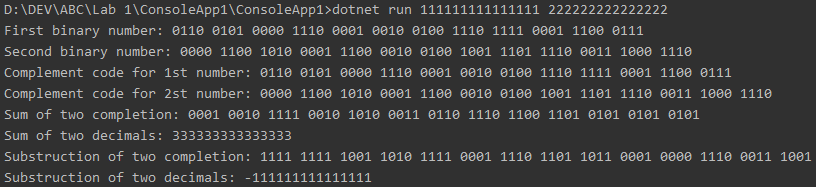 D:\DEV\ABC\Lab 1\ConsoleApp1\ConsoleApp1>dotnet run 111111111111111 222222222222222
First binary number: 0110 0101 0000 1110 0001 0010 0100 1110 1111 0001 1100 0111
Second binary number: 0000 1100 1010 0001 1100 0010 0100 1001 1101 1110 0011 1000 1110
Complement code for 1st number: 0110 0101 0000 1110 0001 0010 0100 1110 1111 0001 1100 0111
Complement code for 2st number: 0000 1100 1010 0001 1100 0010 0100 1001 1101 1110 0011 1000 1110
Sum of two completion: 0001 0010 1111 0010 1010 0011 0110 1110 1100 1101 0101 0101 0101
Sum of two decimals: 333333333333333
Substruction of two completion: 1111 1111 1001 1010 1111 0001 1110 1101 1011 0001 0000 1110 0011 1001
Substruction of two decimals: -111111111111111